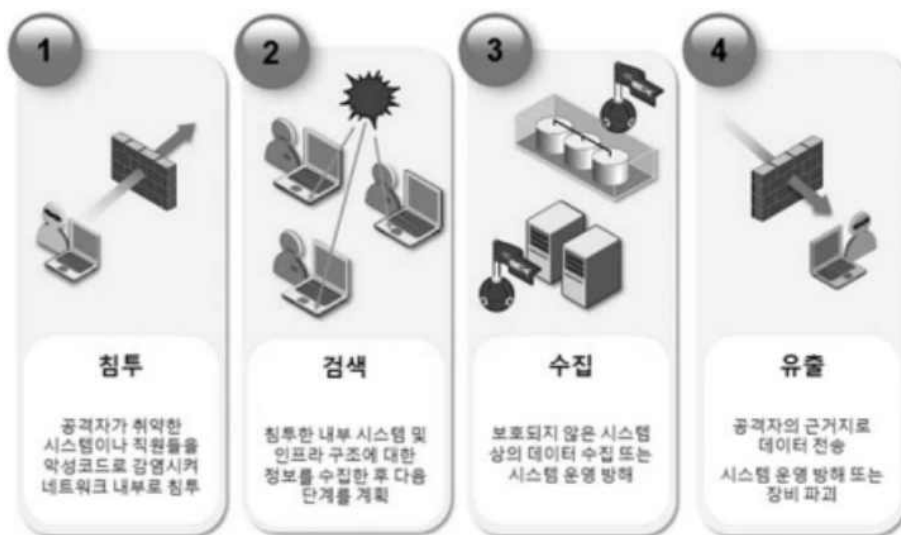 1
침투
공격자가 취약한
시스템이나 직원들을
악성코드로 감염시켜
네트워크 내부로 침투
2
검색
침투한 내부 시스템 및
인프라 구조에 대한
정보를 수집한 후 다음
단계를 계획
3
수집
보호되지 않은 시스템
상의 데이터 수집 또는
시스템 운영 방해
4
유출
공격자의 근거지로
데이터 전송
시스템 운영 방해 또는
장비 파괴